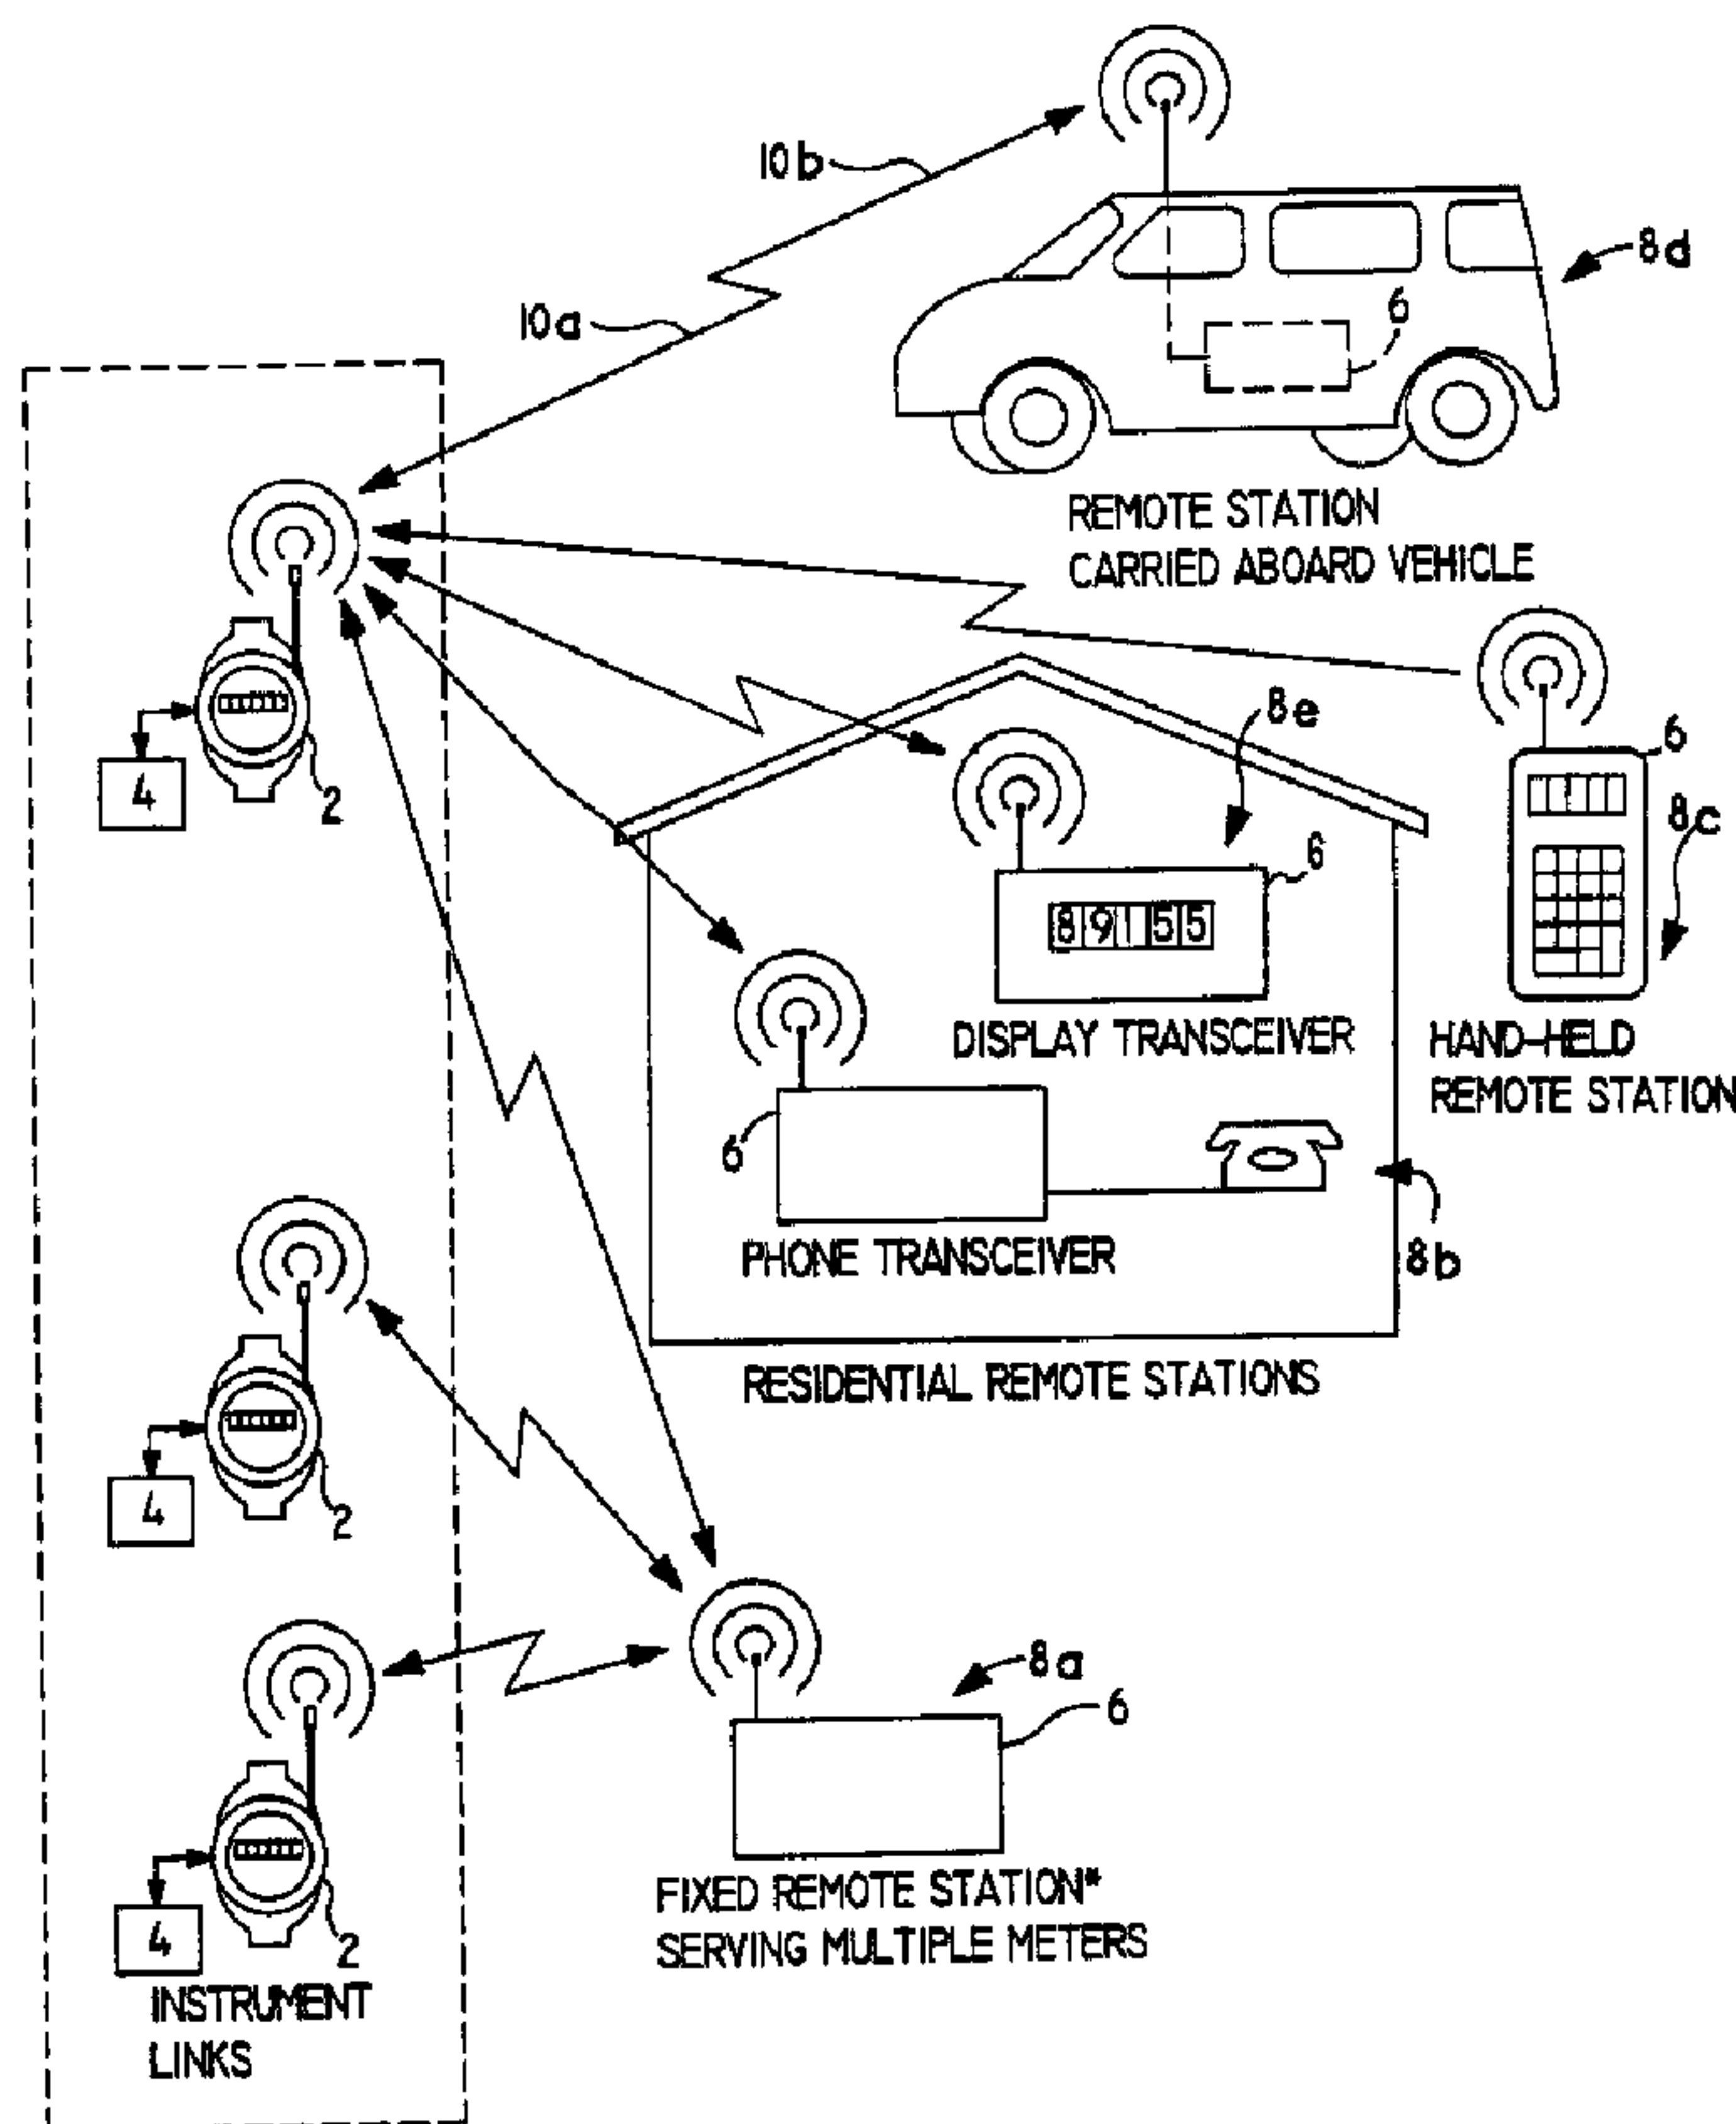 10b
8d
10a
6
REMOTE STATION
CARRIED ABOARD VEHICLE
4
2
8e
6
8c
6
89155
DISPLAY TRANSCEIVER
HAND-HELD
REMOTE STATION
6
PHONE TRANSCEIVER
8b
RESIDENTIAL REMOTE STATIONS
4
2
8a
6
FIXED REMOTE STATION*
SERVING MULTIPLE METERS
4
2
INSTRUMENT
LINKS